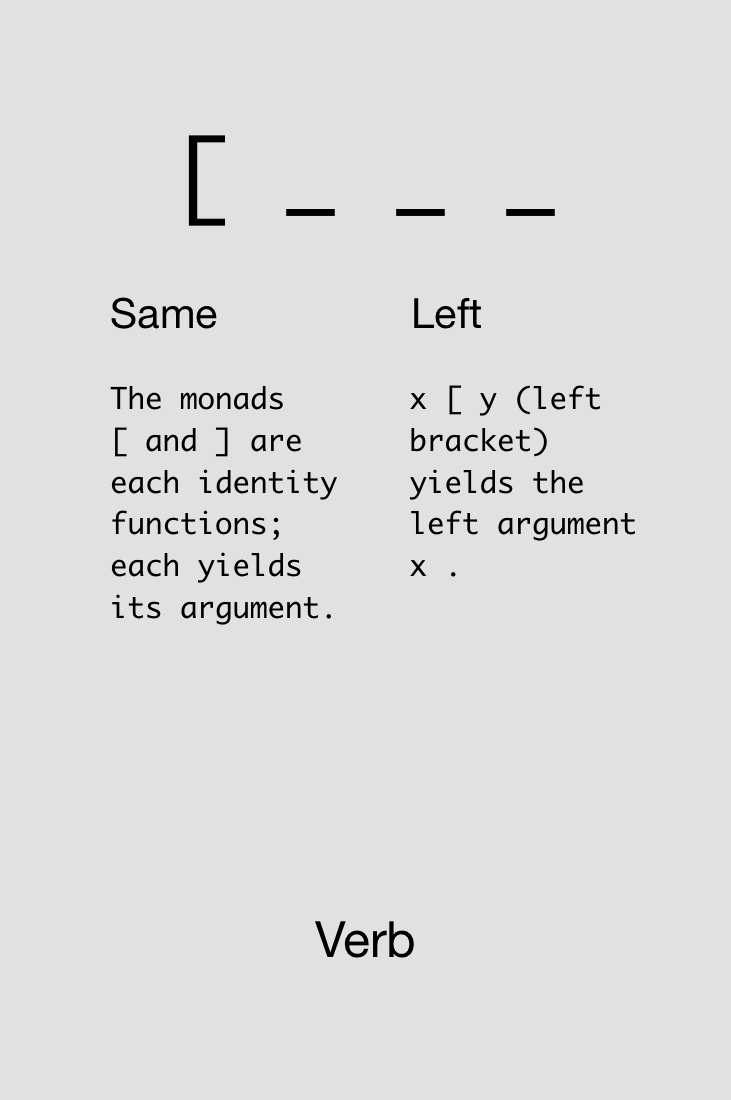 [ _ _ _
Same
Left
The monads
[ and ] are
each identity
functions;
each yields
its argument.
x [ y (left
bracket)
yields the
left argument
x .
Verb